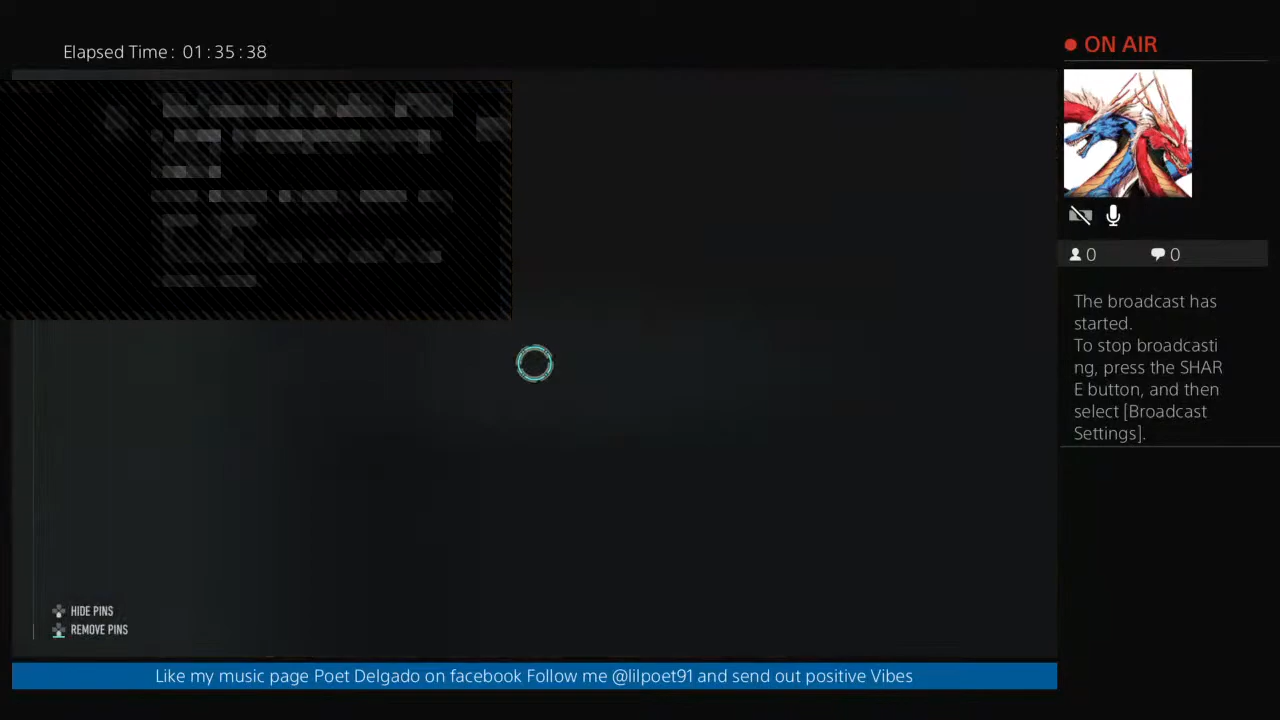 Elapsed Time: 01:35:38
ON AIR
0 0
The broadcast has
started.
To stop broadcasti
ng, press the SHAR
E button, and then
select [Broadcast
Settings].
HIDE PINS
REMOVE PINS
Like my music page Poet Delgado on facebook Follow me @lilpoet91 and send out positive Vibes